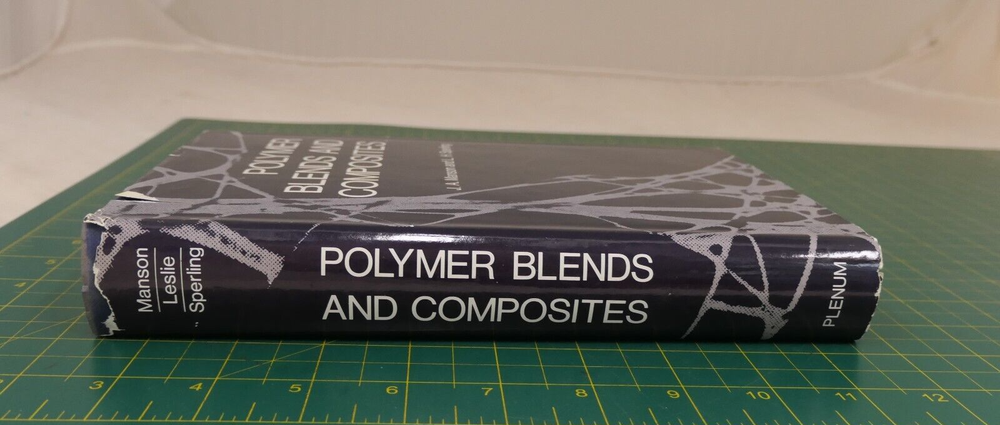 POLYMER
BLENDS AND
COMPOSITES
Manson
Leslie
Sperling
POLYMER BLENDS
AND COMPOSITES
PLENUM
3
4
5
6
7
8
9
10
11
12